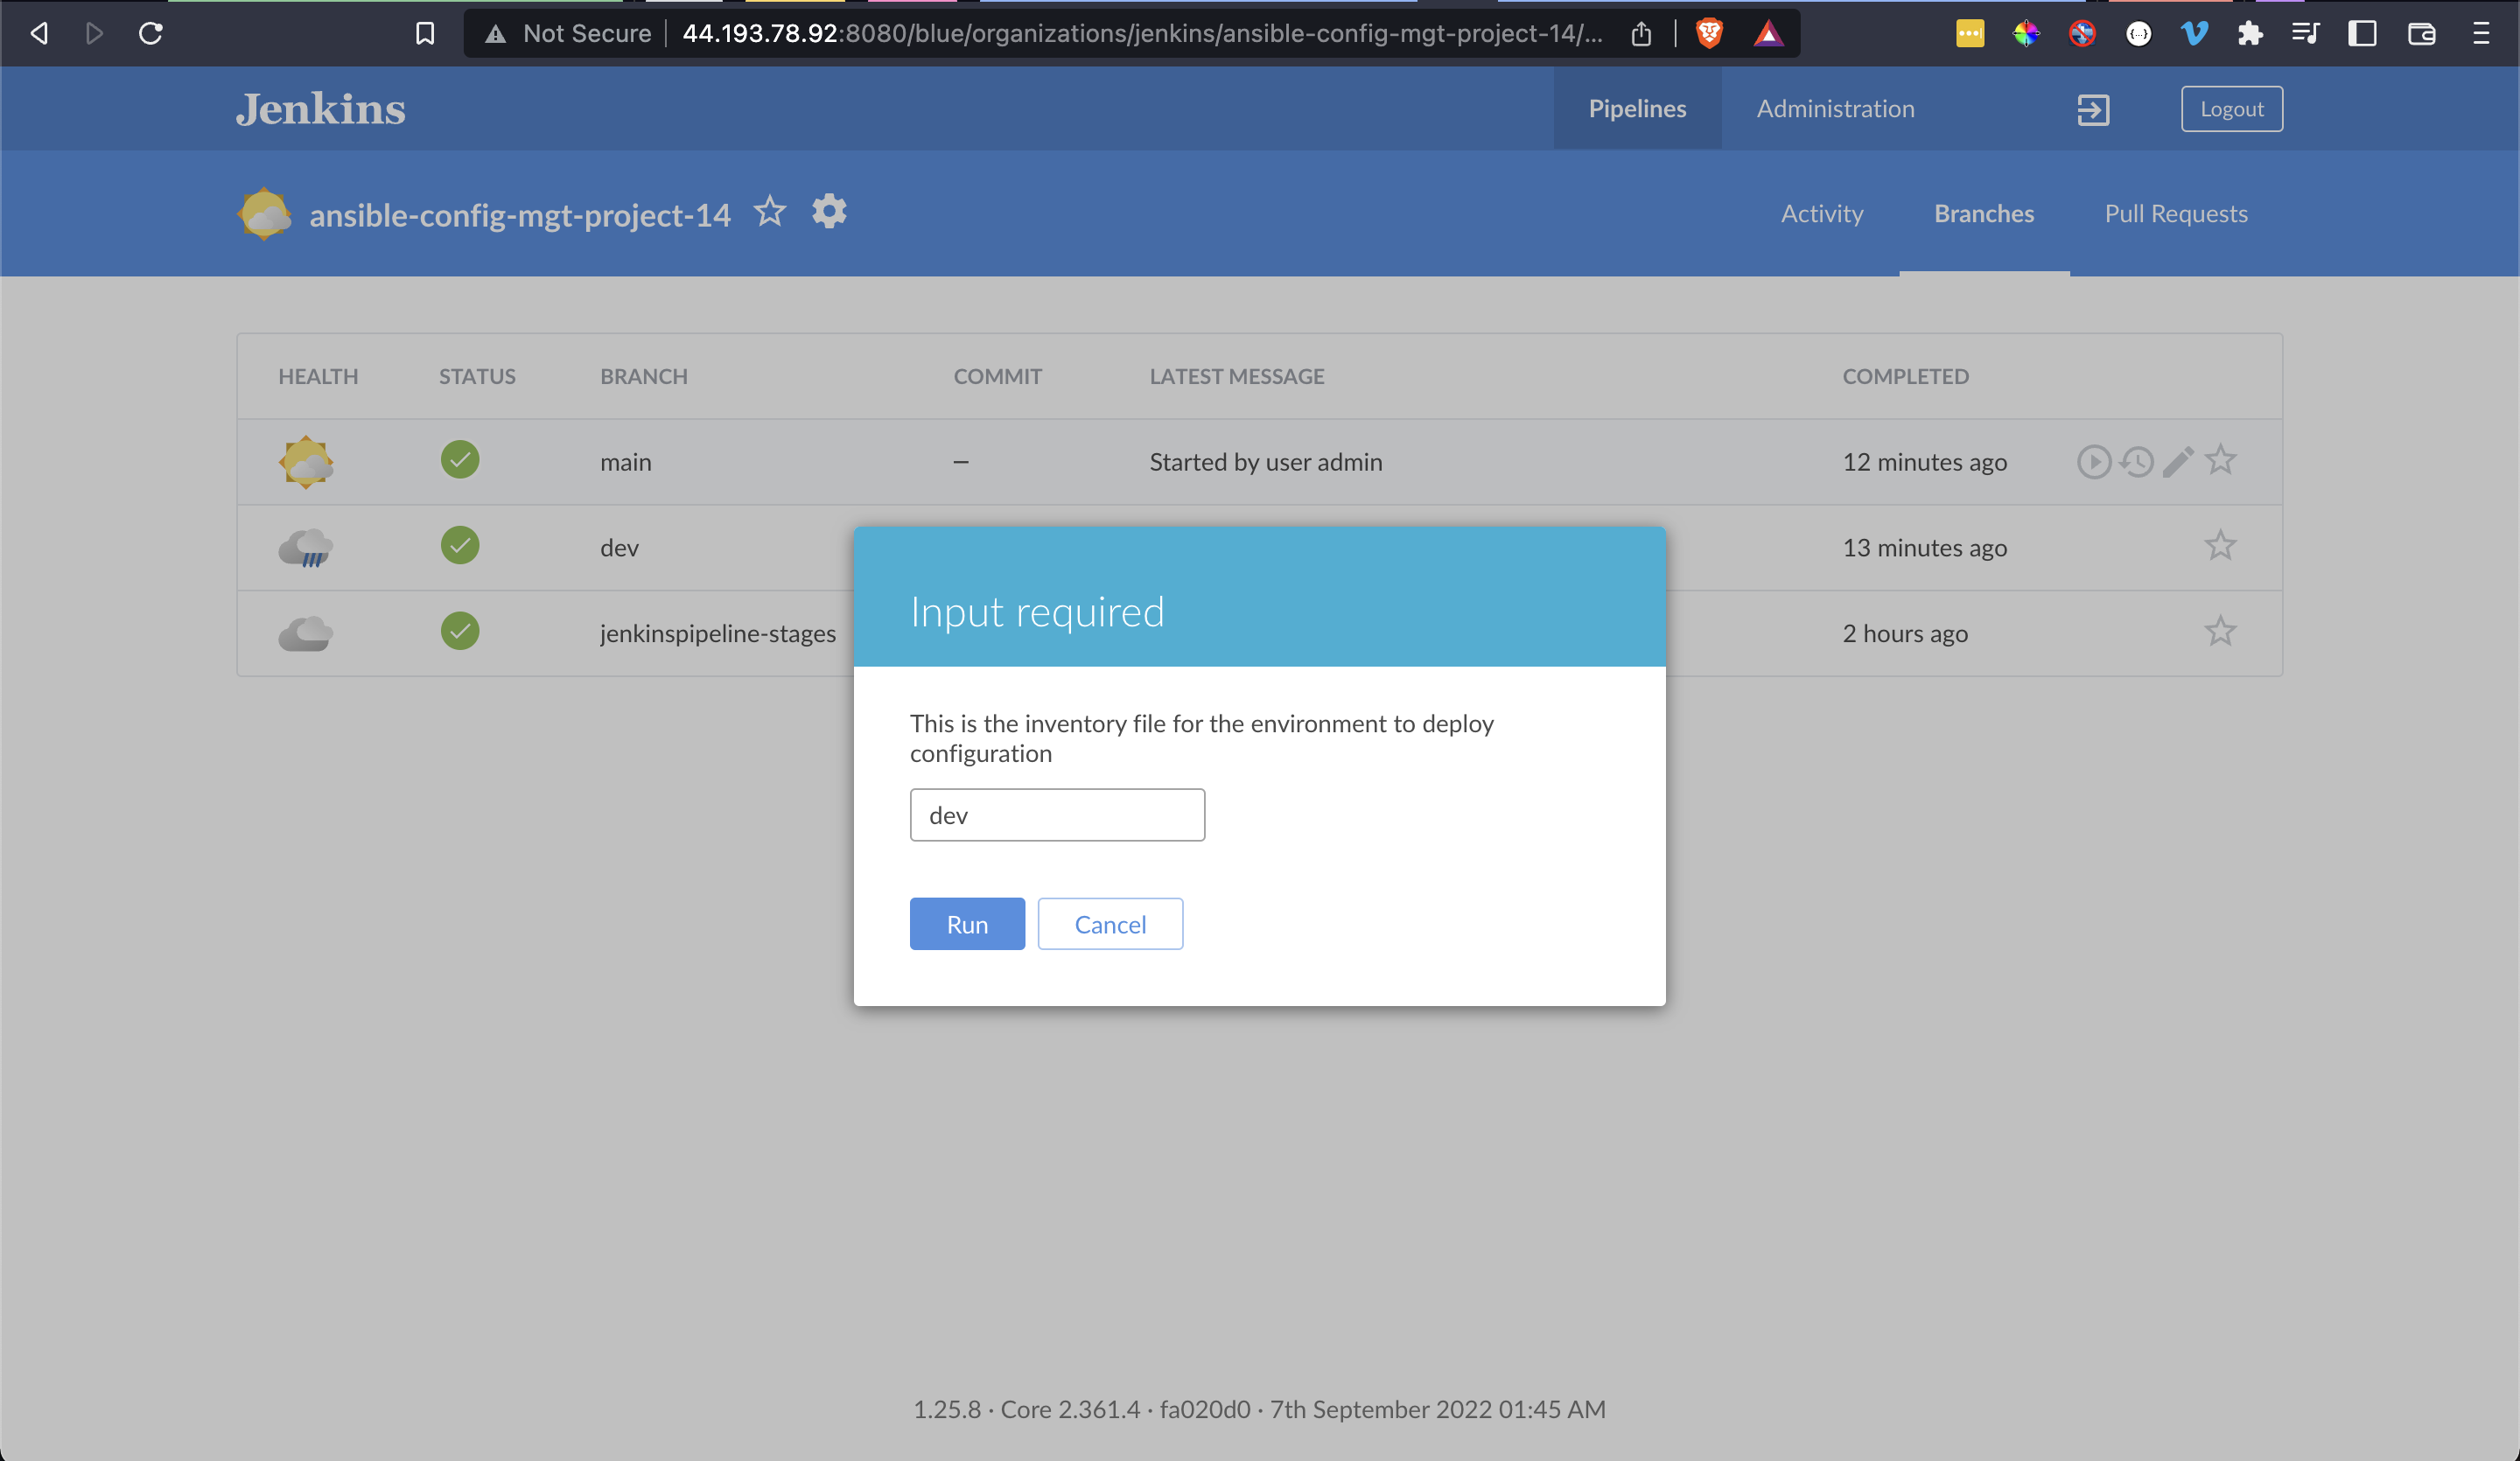 Not Secure 44.193.78.92:8080/blue/organizations/jenkins/ansible-config-mgt-project-14/...
Jenkins Pipelines Administration Logout
ansible-config-mgt-project-14 Activity Branches Pull Requests
HEALTH STATUS BRANCH COMMIT LATEST MESSAGE COMPLETED
main – Started by user admin 12 minutes ago
dev 13 minutes ago
jenkinspipeline-stages 2 hours ago
Input required
This is the inventory file for the environment to deploy
configuration
dev
Run Cancel
1.25.8 · Core 2.361.4 · fa020d0 · 7th September 2022 01:45 AM